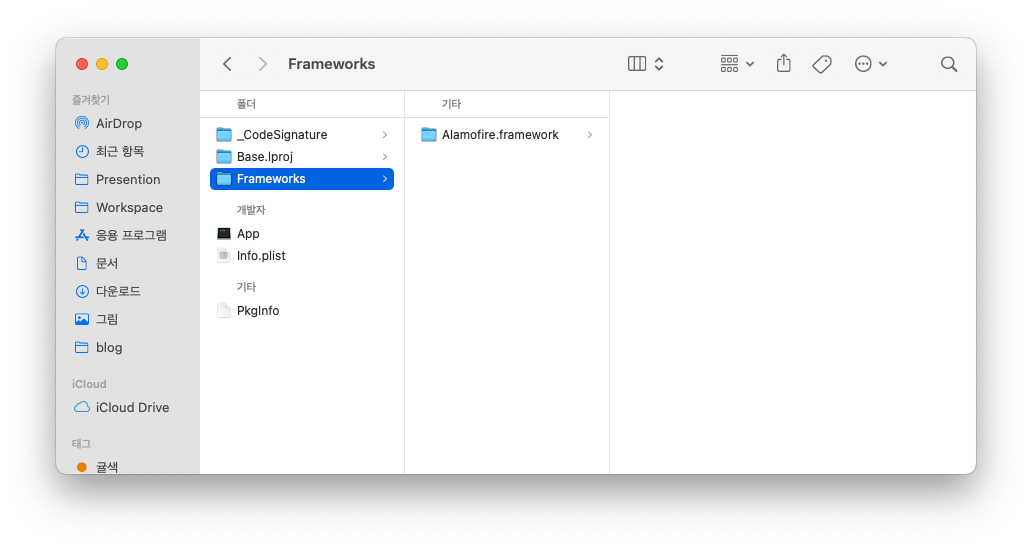 Frameworks
즐겨찾기
AirDrop
최근 항목
Presention
Workspace
응용 프로그램
문서
다운로드
그림
blog
iCloud
iCloud Drive
태그
귤색
폴더
_CodeSignature
Base.lproj
Frameworks
개발자
App
Info.plist
기타
PkgInfo
기타
Alamofire.framework